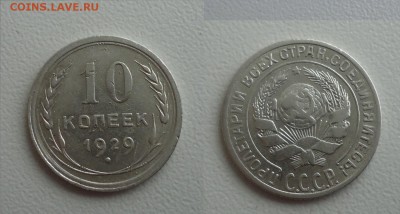 COINS.LAVE.RU
10
КОПЕЕК
1929
ПРОЛЕТАРИИ ВСЕХ СТРАН, СОЕДИНЯЙТЕСЬ!
С.С.С.Р.